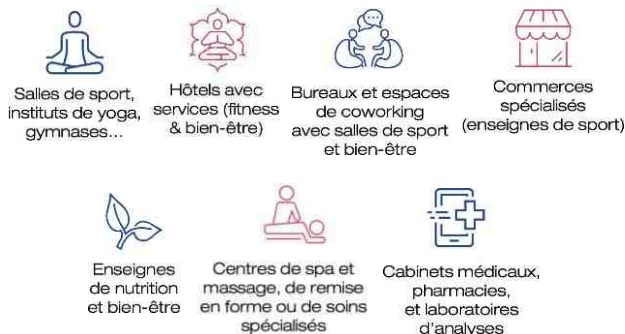 Salles de sport,
instituts de yoga,
gymnases...
Hôtels avec
services (fitness
& bien-être)
Bureaux et espaces
de coworking
avec salles de sport
et bien-être
Commerces
spécialisés
(enseignes de sport)
Enseignes
de nutrition
et bien-être
Centres de spa et
massage, de remise
en forme ou de soins
spécialisés
Cabinets médicaux,
pharmacies,
et laboratoires
d'analyses